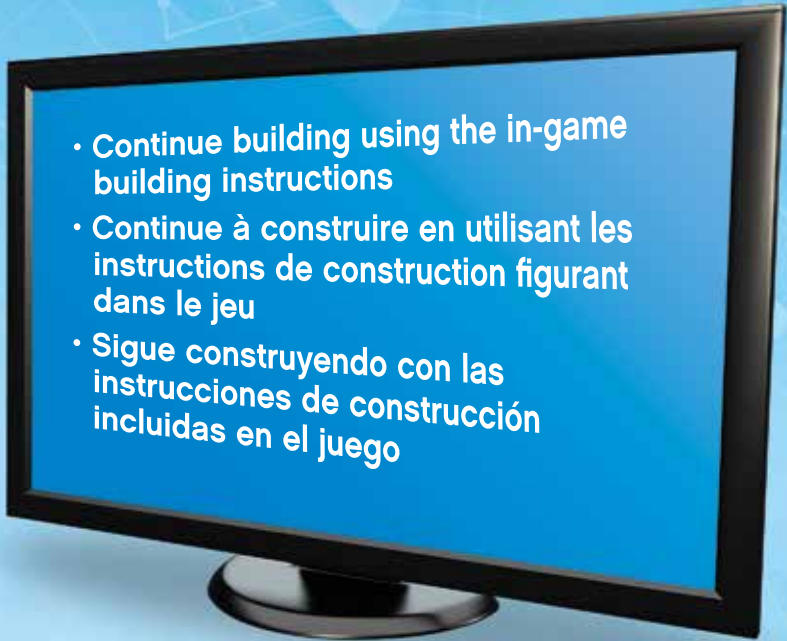 • Continue building using the in-game
building instructions
• Continue à construire en utilisant les
instructions de construction figurant
dans le jeu
• Sigue construyendo con las
instrucciones de construcción
incluidas en el juego